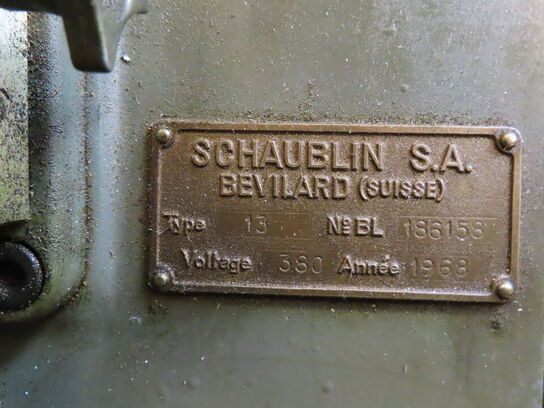 SCHAUBLIN S.A.
BEVILARD (SUISSE)
Type 13 No BL 186158
Voltage 380 Année 1968